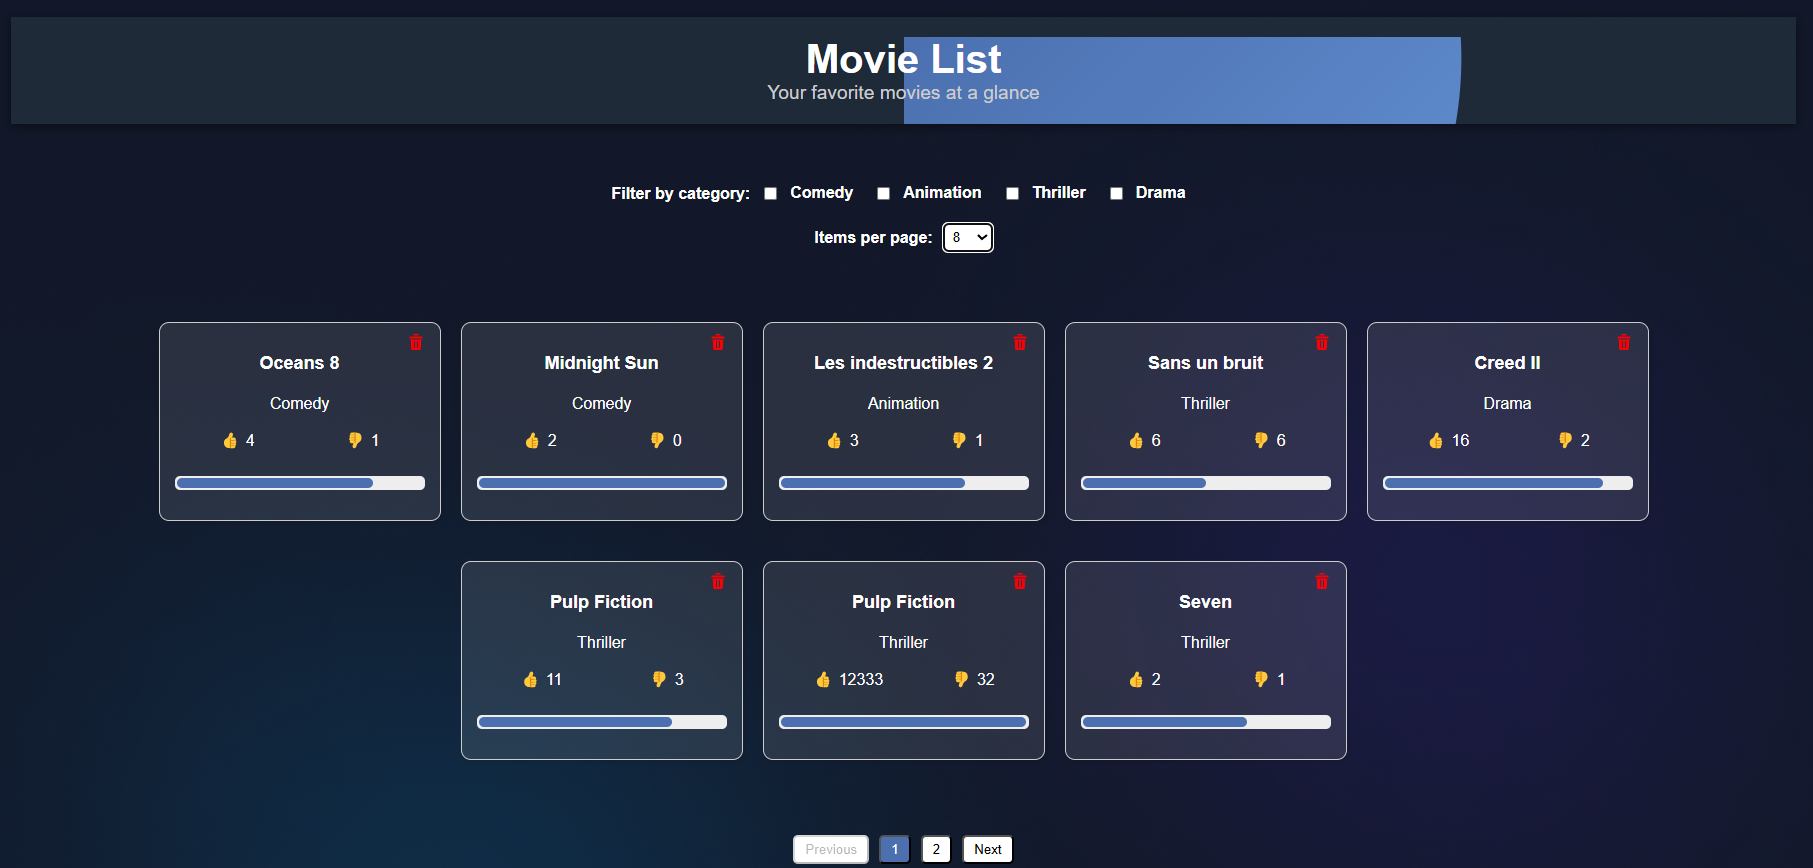 Movie List
Your favorite movies at a glance
Filter by category: Comedy Animation Thriller Drama
Items per page: 8
Oceans 8
Comedy
4 1
Midnight Sun
Comedy
2 0
Les indestructibles 2
Animation
3 1
Sans un bruit
Thriller
6 6
Creed II
Drama
16 2
Pulp Fiction
Thriller
11 3
Pulp Fiction
Thriller
12333 32
Seven
Thriller
2 1
Previous 1 2 Next